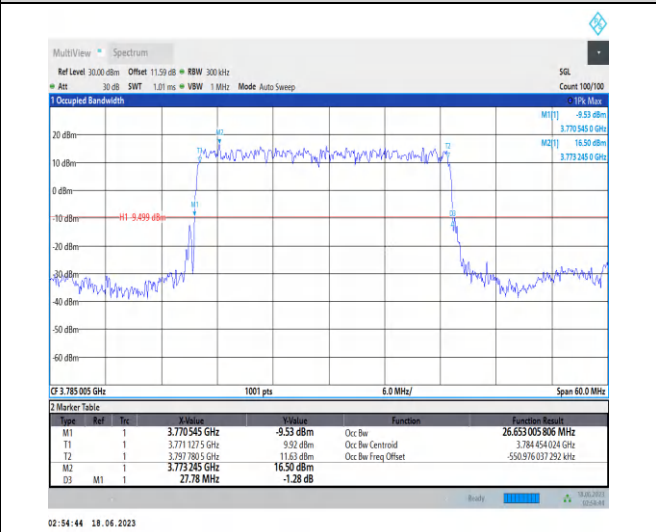 MultiView Spectrum
Ref Level 30.00 dBm Offset 11.59 dB RBW 300 kHz SGL
Att 30 dB SWT 1.01 ms VBW 1 MHz Mode Auto Sweep Count 100/100
1 Occupied Bandwidth 1Pk Max
M1[1] -9.53 dBm
3.770 545 0 GHz
M2[1] 16.50 dBm
3.773 245 0 GHz
M2
T1
T2
20 dBm
10 dBm
0 dBm
M1
D3
-10 dBm H1 -9.499 dBm
-20 dBm
-30 dBm
-40 dBm
-50 dBm
-60 dBm
CF 3.785 005 GHz 1001 pts 6.0 MHz/ Span 60.0 MHz
2 Marker Table
Type Ref Trc X-Value Y-Value Function Function Result
M1 1 3.770 545 GHz -9.53 dBm Occ Bw 26.653 005 806 MHz
T1 1 3.771 127 5 GHz 9.92 dBm Occ Bw Centroid 3.784 454 024 GHz
T2 1 3.797 780 5 GHz 11.63 dBm Occ Bw Freq Offset -550.976 037 292 kHz
M2 1 3.773 245 GHz 16.50 dBm
D3 M1 1 27.78 MHz -1.28 dB
Ready 18.06.2023
02:54:44
02:54:44 18.06.2023